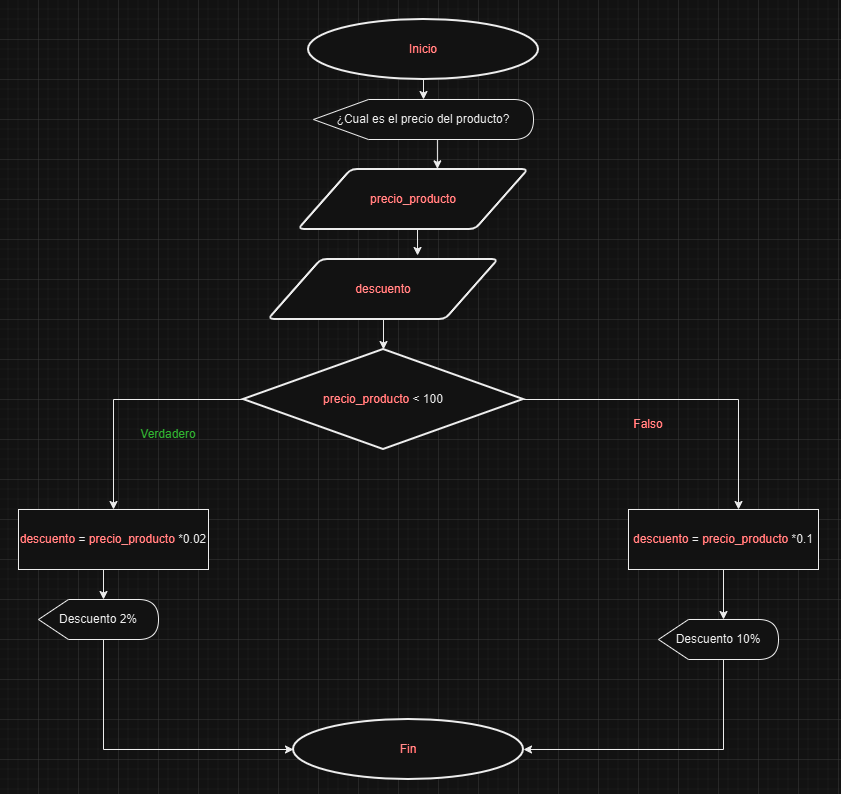 Inicio
¿Cual es el precio del producto?
precio_producto
descuento
precio_producto < 100
Verdadero
Falso
descuento = precio_producto *0.02
descuento = precio_producto *0.1
Descuento 2%
Descuento 10%
Fin